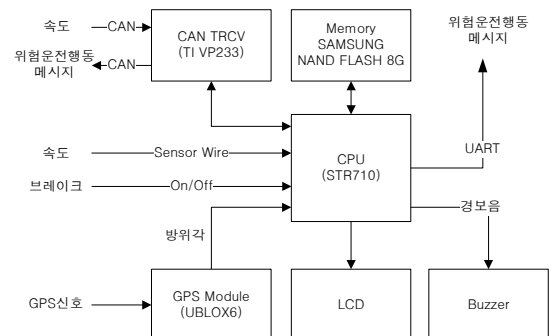 속도
CAN
위험운전행동
메시지
CAN
CAN TRCV
(TI VP233)
Memory
SAMSUNG
NAND FLASH 8G
위험운전행동
메시지
속도
Sensor Wire
브레이크
On/Off
CPU
(STR710)
UART
경보음
방위각
GPS신호
GPS Module
(UBLOX6)
LCD
Buzzer